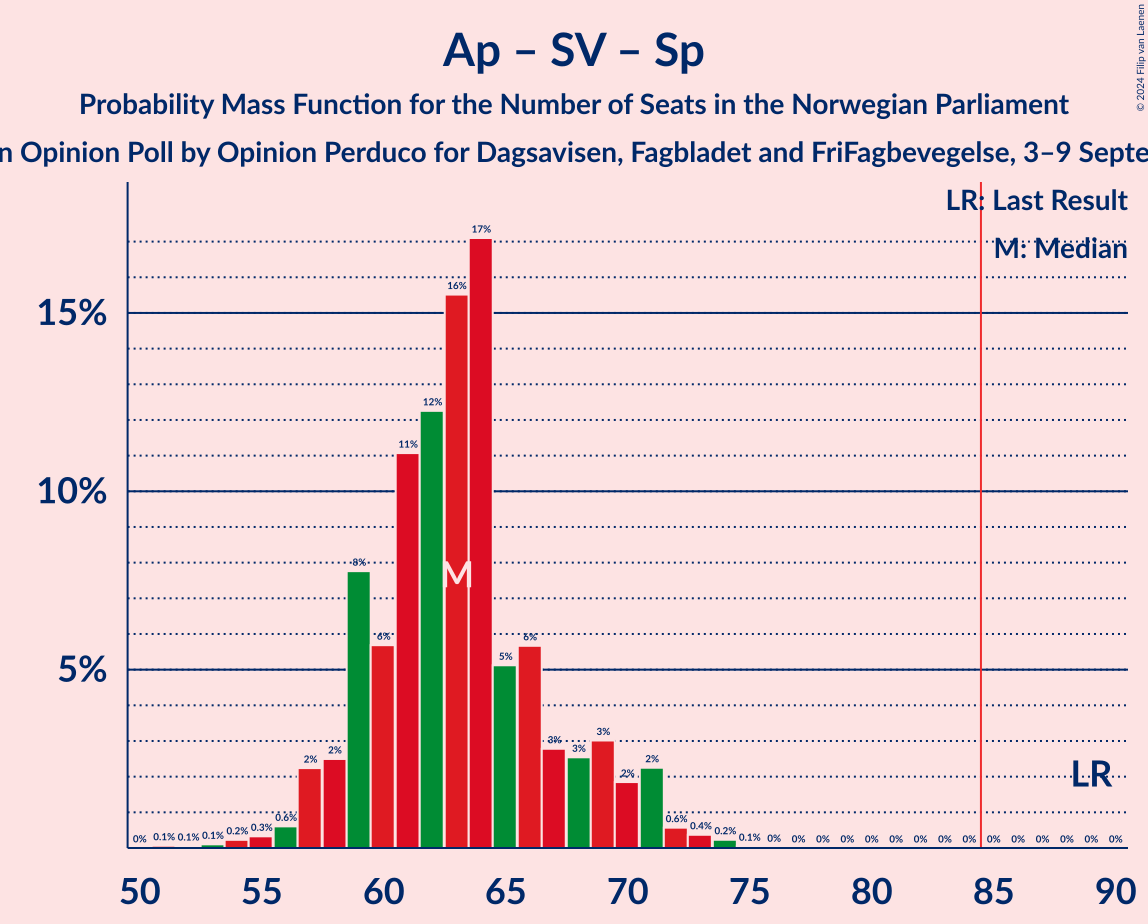 Ap – SV – Sp
Probability Mass Function for the Number of Seats in the Norwegian Parliament
n Opinion Poll by Opinion Perduco for Dagsavisen, Fagbladet and FriFagbevegelse, 3–9 Septe
© 2024 Filip van Laenen
LR: Last Result
M: Median
15%
10%
5%
0% 0.1% 0.1% 0.1% 0.2% 0.3% 0.6% 2% 2% 8% 6% 11% 12% 16% 17% 5% 6% 3% 3% 3% 2% 2% 0.6% 0.4% 0.2% 0.1% 0% 0% 0% 0% 0% 0% 0% 0% 0% 0% 0% 0% 0% 0% 0%
M
LR
50 55 60 65 70 75 80 85 90